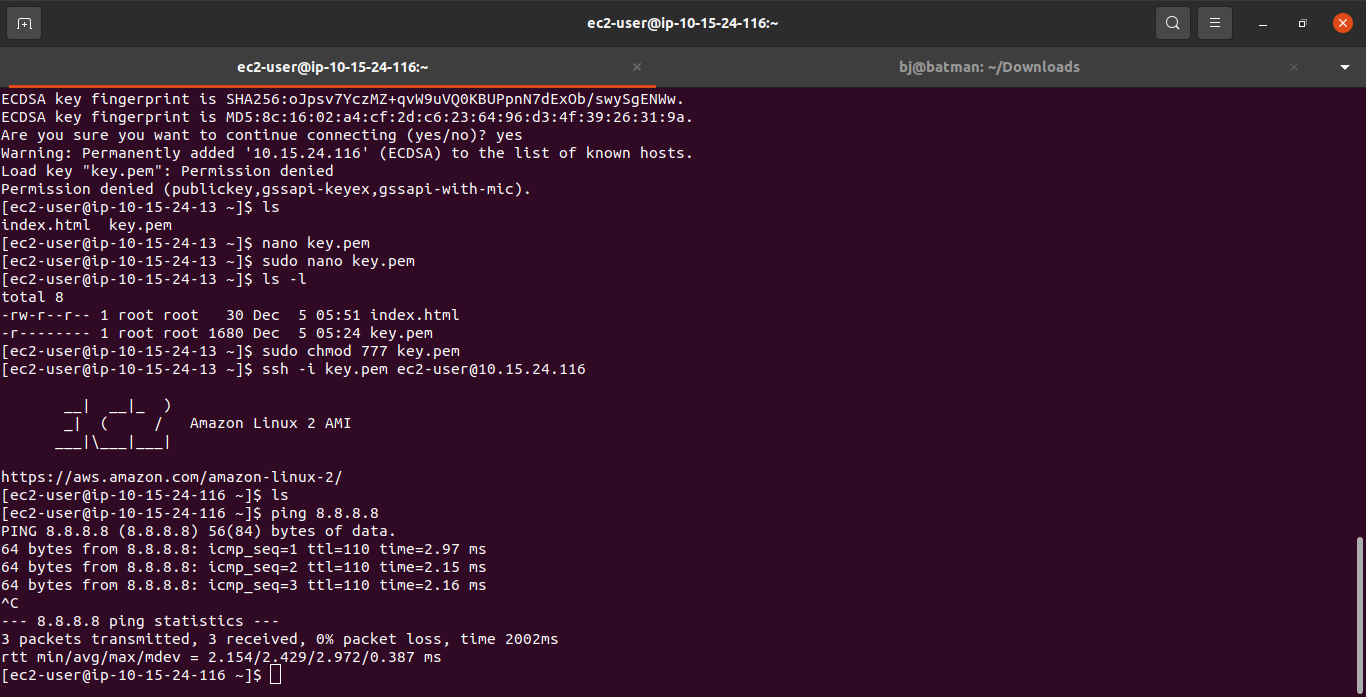 ec2-user@ip-10-15-24-116:~
ec2-user@ip-10-15-24-116:~
bj@batman: ~/Downloads
ECDSA key fingerprint is SHA256:oJpsv7YczMZ+qvW9uVQ0KBUPpnN7dExOb/swySgENWw.
ECDSA key fingerprint is MD5:8c:16:02:a4:cf:2d:c6:23:64:96:d3:4f:39:26:31:9a.
Are you sure you want to continue connecting (yes/no)? yes
Warning: Permanently added '10.15.24.116' (ECDSA) to the list of known hosts.
Load key "key.pem": Permission denied
Permission denied (publickey,gssapi-keyex,gssapi-with-mic).
[ec2-user@ip-10-15-24-13 ~]$ ls
index.html  key.pem
[ec2-user@ip-10-15-24-13 ~]$ nano key.pem
[ec2-user@ip-10-15-24-13 ~]$ sudo nano key.pem
[ec2-user@ip-10-15-24-13 ~]$ ls -l
total 8
-rw-r--r-- 1 root root   30 Dec  5 05:51 index.html
-r-------- 1 root root 1680 Dec  5 05:24 key.pem
[ec2-user@ip-10-15-24-13 ~]$ sudo chmod 777 key.pem
[ec2-user@ip-10-15-24-13 ~]$ ssh -i key.pem ec2-user@10.15.24.116
       __|  __|_  )
       _|  (     /   Amazon Linux 2 AMI
      ___|\___|___|
https://aws.amazon.com/amazon-linux-2/
[ec2-user@ip-10-15-24-116 ~]$ ls
[ec2-user@ip-10-15-24-116 ~]$ ping 8.8.8.8
PING 8.8.8.8 (8.8.8.8) 56(84) bytes of data.
64 bytes from 8.8.8.8: icmp_seq=1 ttl=110 time=2.97 ms
64 bytes from 8.8.8.8: icmp_seq=2 ttl=110 time=2.15 ms
64 bytes from 8.8.8.8: icmp_seq=3 ttl=110 time=2.16 ms
^C
--- 8.8.8.8 ping statistics ---
3 packets transmitted, 3 received, 0% packet loss, time 2002ms
rtt min/avg/max/mdev = 2.154/2.429/2.972/0.387 ms
[ec2-user@ip-10-15-24-116 ~]$